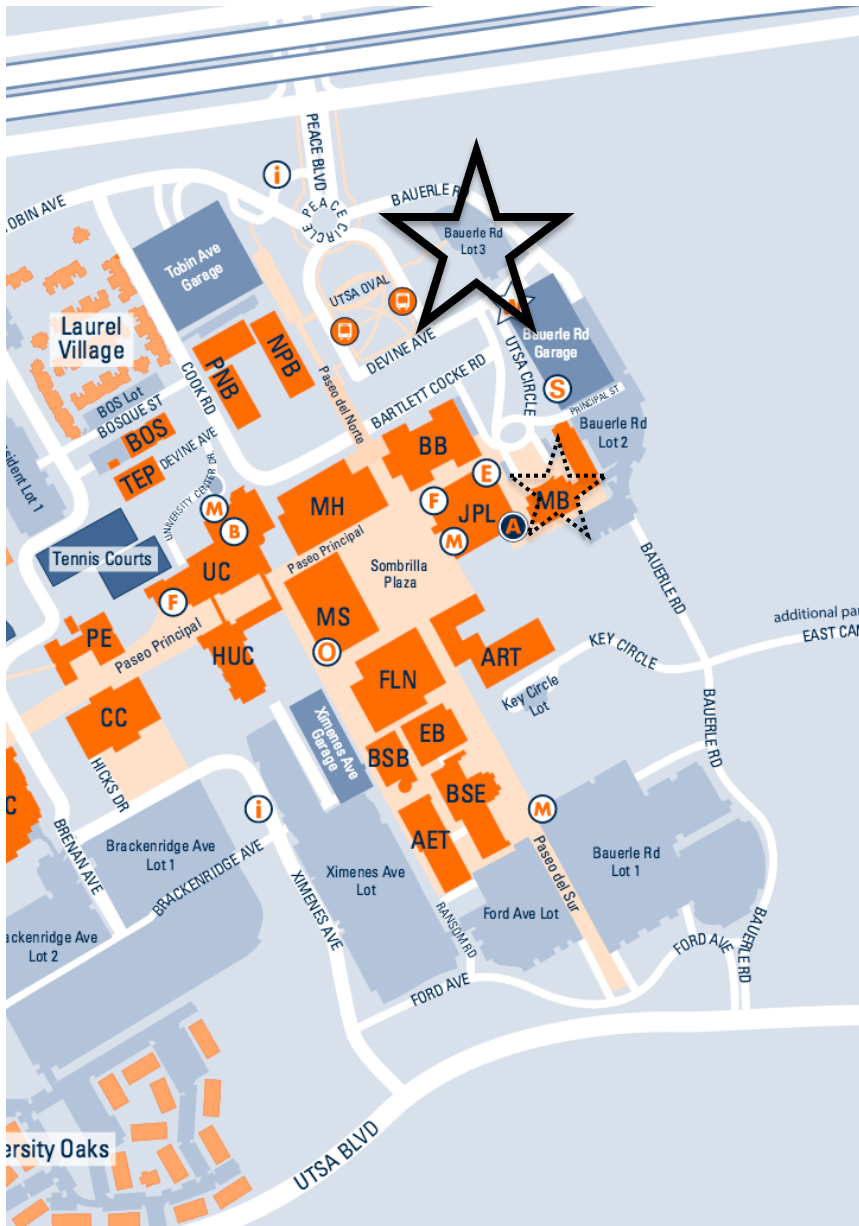 PEACE BLVD
i
TOBIN AVE
PEACE CIRCLE
BAUERLE RD
Bauerle Rd
Lot 3
Tobin Ave
Garage
UTSA OVAL
Laurel
Village
NPB
PNB
DEVINE AVE
Bauerle Rd
Garage
UTSA CIRCLE
S
PRINCIPAL ST
COOK RD
Paseo del Norte
BARTLETT COCKE RD
BOS Lot
BOSQUE ST
BOS
DEVINE AVE
TEP
Bauerle Rd
Lot 2
BB
E
MB
F
JPL
A
M
UNIVERSITY CENTER DR
M
B
MH
Paseo Principal
Sombrilla
Plaza
Tennis Courts
UC
F
MS
O
BAUERLE RD
PE
Paseo Principal
HUC
ART
KEY CIRCLE
EAST
Key Circle
Lot
FLN
CC
EB
BSB
BSE
Ximenes Ave
Garage
BAUERLE RD
HICKS DR
C
i
M
AET
BRENAN AVE
Brackenridge Ave
Lot 1
BRACKENRIDGE AVE
Ximenes Ave
Lot
XIMENES AVE
Paseo del Sur
Bauerle Rd
Lot 1
Ford Ave Lot
RANSOM RD
Lot 2
FORD AVE
FORD AVE
BAUERLE RD
UTSA BLVD
Oaks